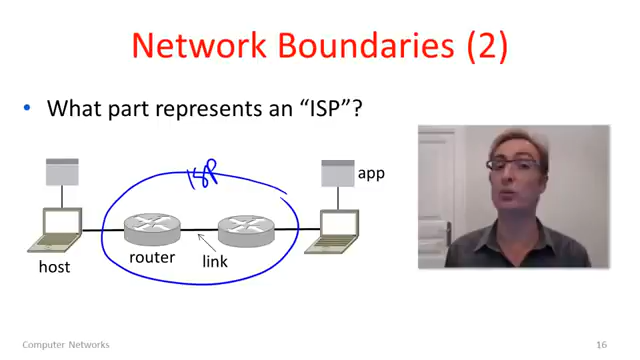 Network Boundaries (2)
• What part represents an “ISP”?
ISP
app
host
router
link
Computer Networks
16